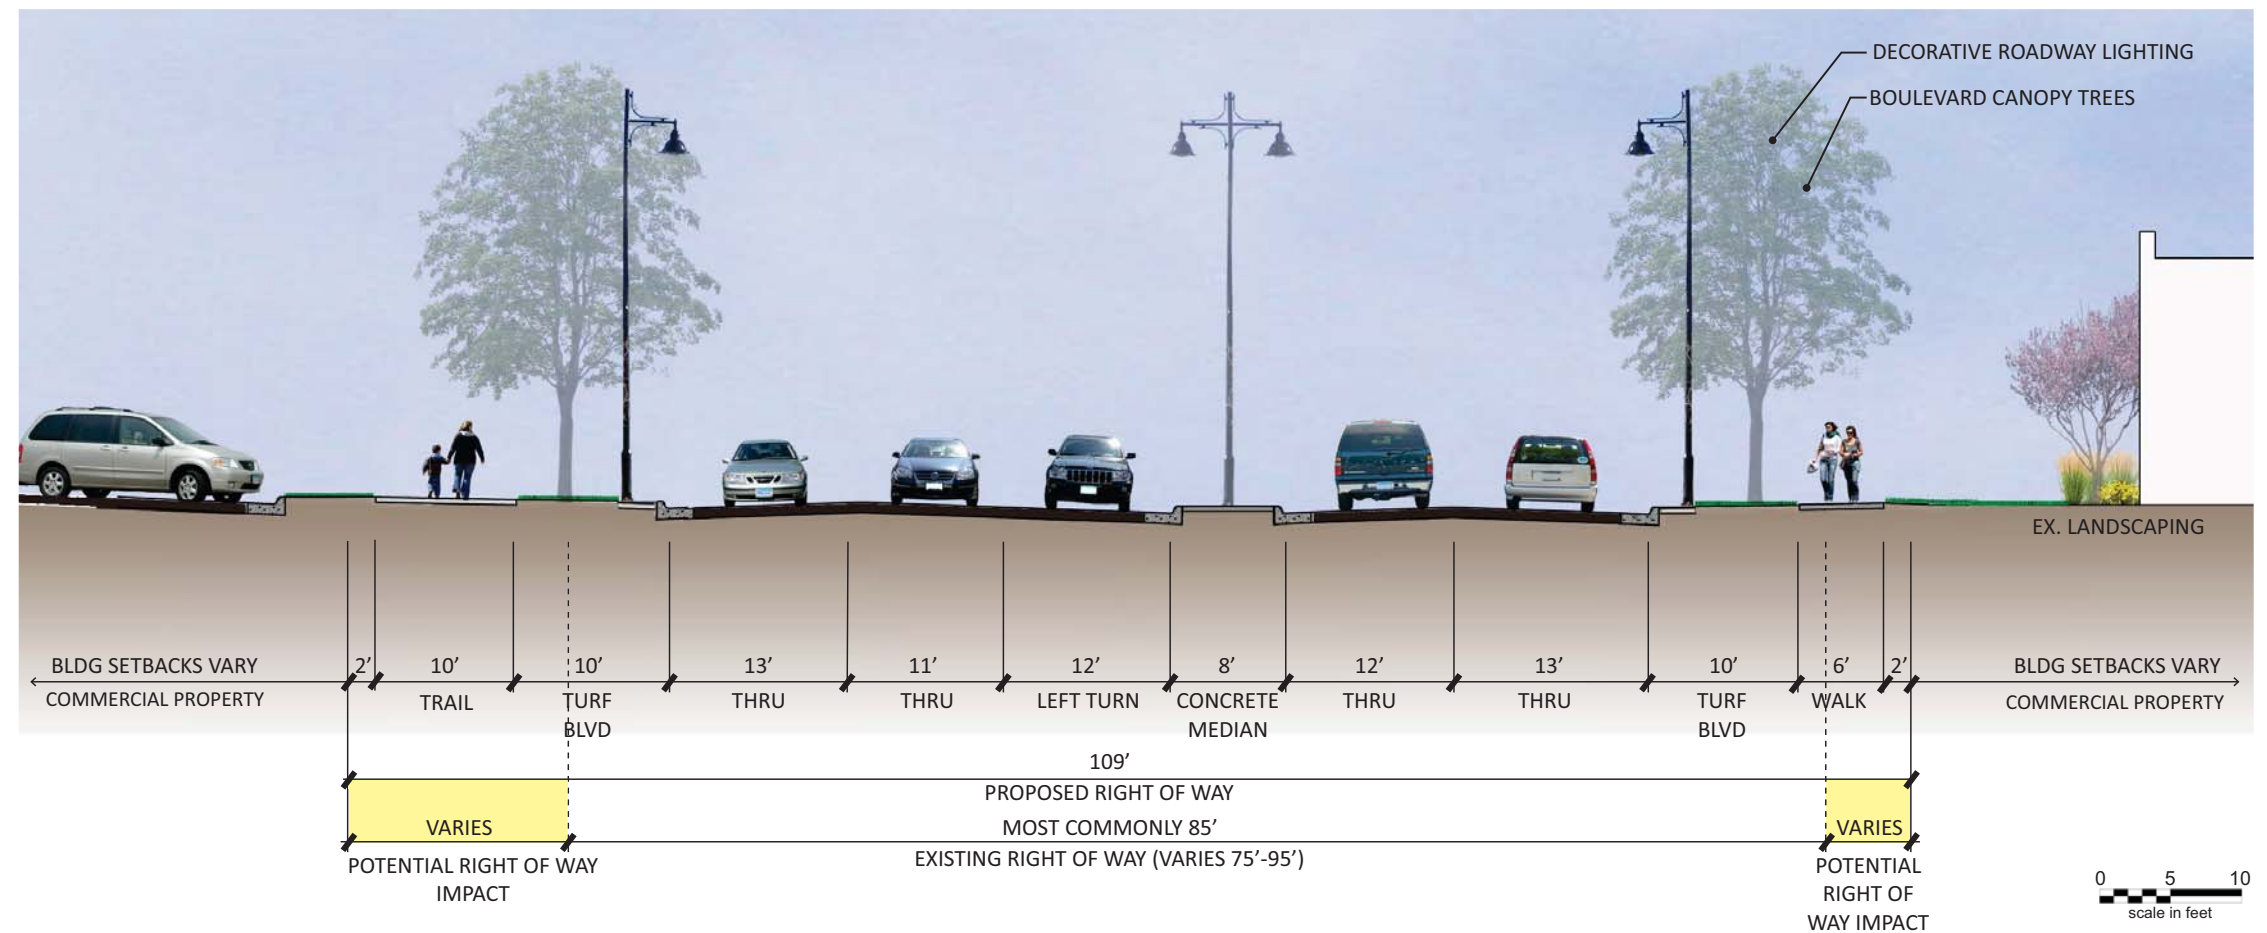 DECORATIVE ROADWAY LIGHTING
BOULEVARD CANOPY TREES
EX. LANDSCAPING
BLDG SETBACKS VARY
COMMERCIAL PROPERTY
2’
10’
TRAIL
10’
TURF
BLVD
13’
THRU
11’
THRU
12’
LEFT TURN
8’
CONCRETE
MEDIAN
12’
THRU
13’
THRU
10’
TURF
BLVD
6’
WALK
2’
BLDG SETBACKS VARY
COMMERCIAL PROPERTY
109’
PROPOSED RIGHT OF WAY
VARIES
MOST COMMONLY 85’
VARIES
POTENTIAL RIGHT OF WAY
IMPACT
EXISTING RIGHT OF WAY (VARIES 75’-95’)
POTENTIAL
RIGHT OF
WAY IMPACT
0 5 10
scale in feet